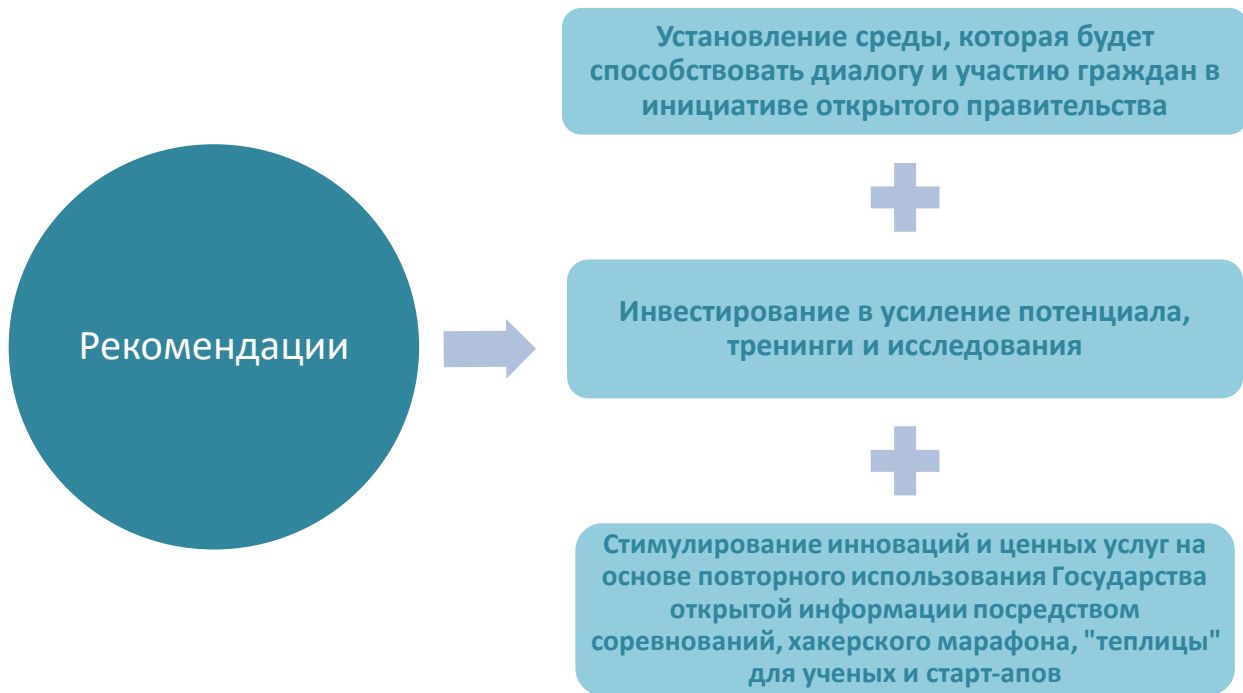 Рекомендации
Установление среды, которая будет
способствовать диалогу и участию граждан в
инициативе открытого правительства
Инвестирование в усиление потенциала,
тренинги и исследования
Стимулирование инноваций и ценных услуг на
основе повторного использования Государства
открытой информации посредством
соревнований, хакерского марафона, "теплицы"
для ученых и старт-апов